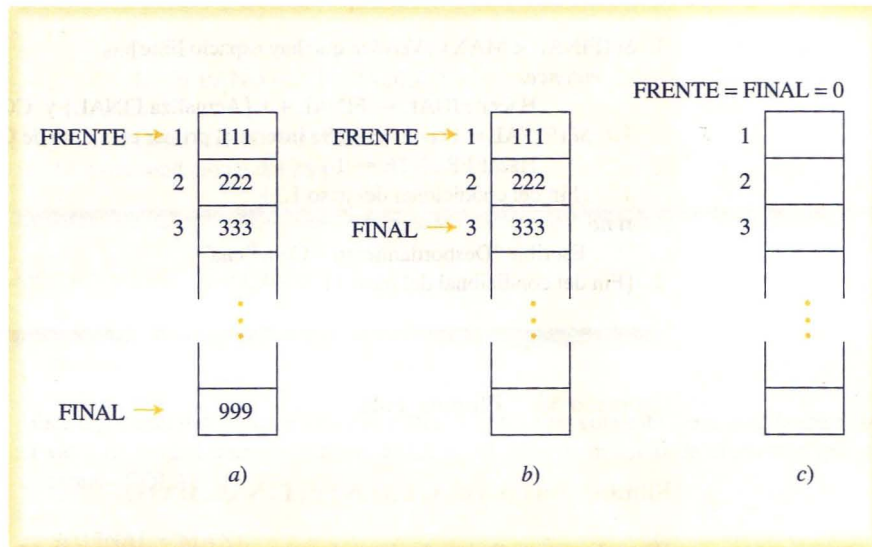 FRENTE = FINAL = 0
FRENTE → 1 111
2 222
3 333
FINAL → 999
a)
FRENTE → 1 111
2 222
FINAL → 3 333
b)
1
2
3
c)